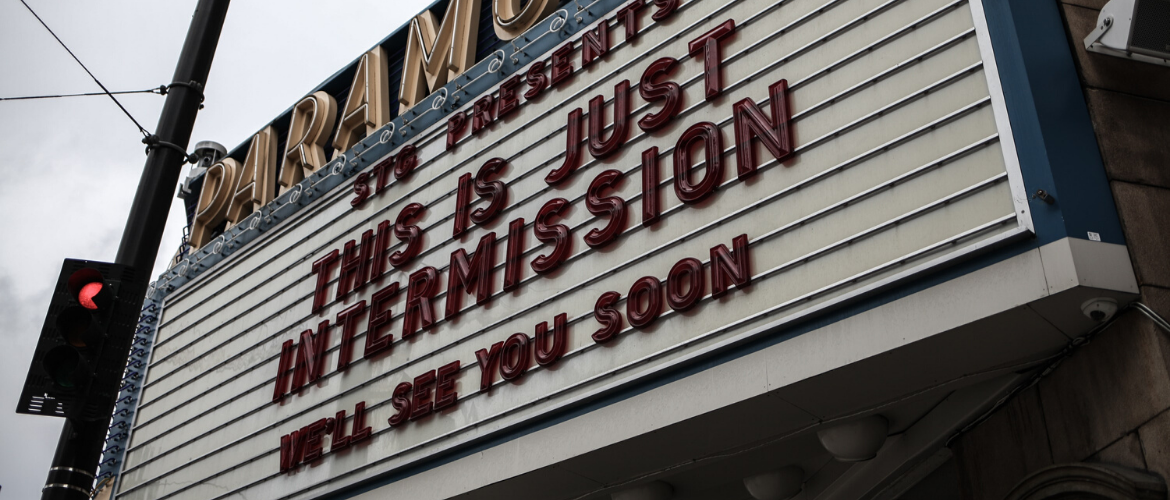 PARAMO
STG PRESENTS
THIS IS JUST
INTERMISSION
WE'LL SEE YOU SOON